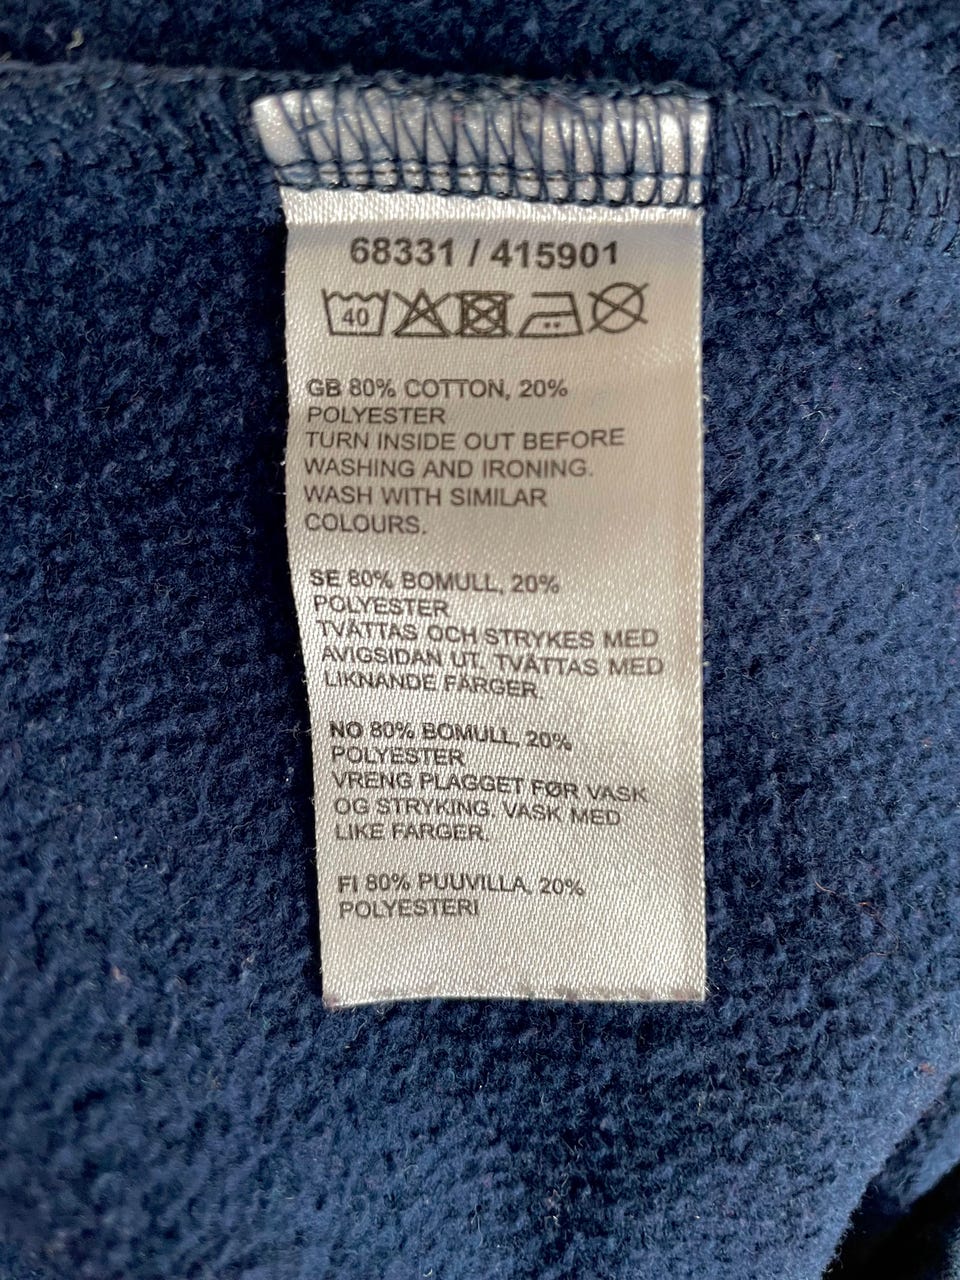 68331 / 415901
40
GB 80% COTTON, 20%
POLYESTER
TURN INSIDE OUT BEFORE
WASHING AND IRONING.
WASH WITH SIMILAR
COLOURS.
SE 80% BOMULL, 20%
POLYESTER
TVÄTTAS OCH STRYKES MED
AVIGSIDAN UT. TVÄTTAS MED
LIKNANDE FÄRGER.
NO 80% BOMULL, 20%
POLYESTER
VRENG PLAGGET FØR VASK
OG STRYKING. VASK MED
LIKE FARGER.
FI 80% PUUVILLA, 20%
POLYESTERI